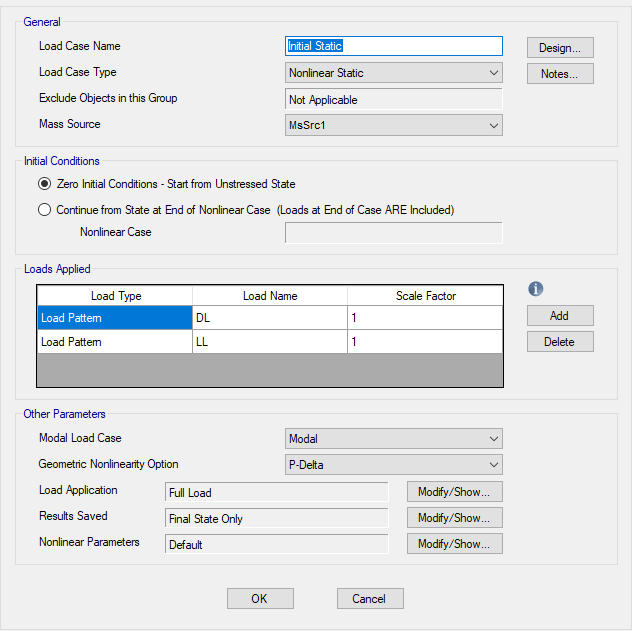 General
Load Case Name Initial Static Design...
Load Case Type Nonlinear Static Notes...
Exclude Objects in this Group Not Applicable
Mass Source MsSrc1
Initial Conditions
Zero Initial Conditions - Start from Unstressed State
Continue from State at End of Nonlinear Case (Loads at End of Case ARE Included)
Nonlinear Case
Loads Applied
Load Type Load Name Scale Factor
Load Pattern DL 1 Add
Load Pattern LL 1 Delete
Other Parameters
Modal Load Case Modal
Geometric Nonlinearity Option P-Delta
Load Application Full Load Modify/Show...
Results Saved Final State Only Modify/Show...
Nonlinear Parameters Default Modify/Show...
OK Cancel